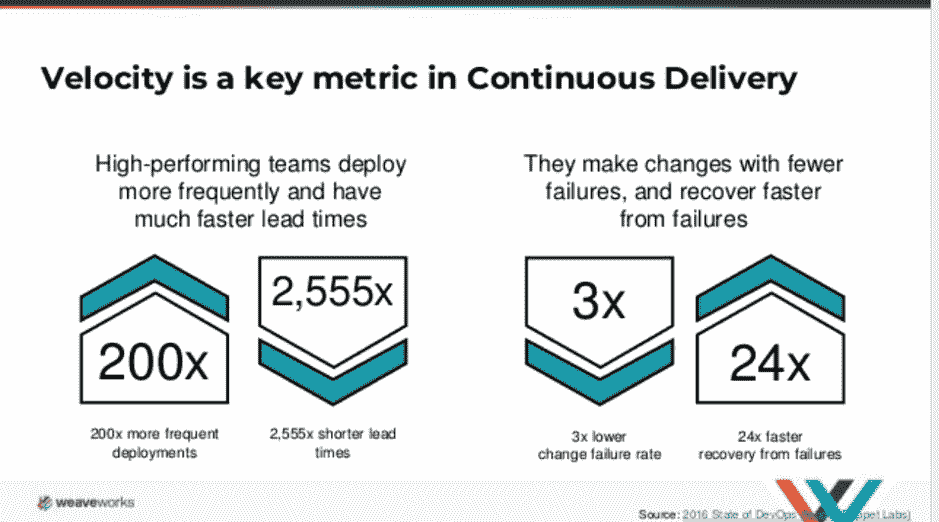 Velocity is a key metric in Continuous Delivery
High-performing teams deploy
more frequently and have
much faster lead times
They make changes with fewer
failures, and recover faster
from failures
200x
2,555x
3x
24x
200x more frequent
deployments
2,555x shorter lead
times
3x lower
change failure rate
24x faster
recovery from failures
weaveworks
Source: 2016 State of DevOps Labs)